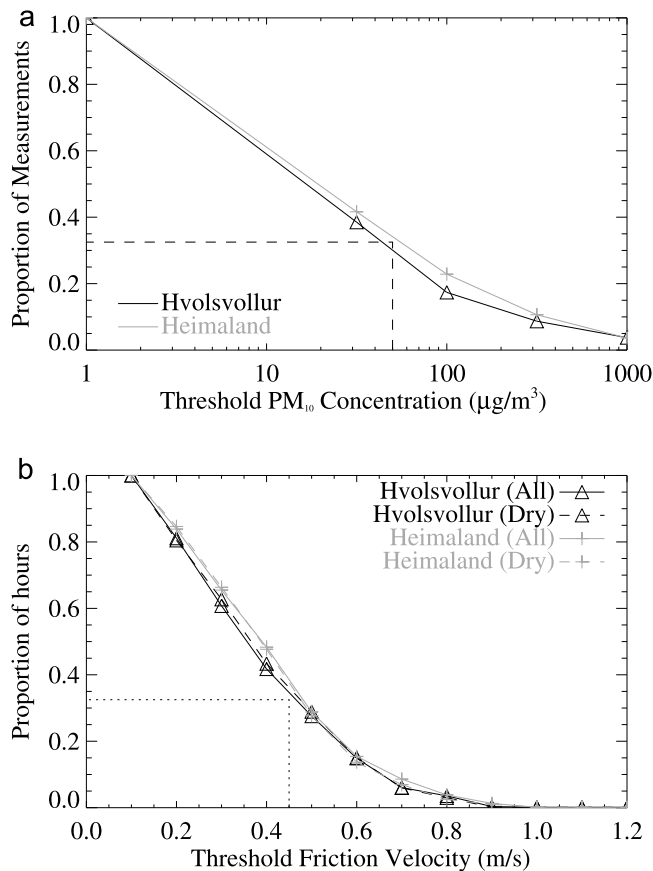 a
Proportion of Measurements
1.0
0.8
0.6
0.4
0.2
0.0
Hvolsvollur
Heimaland
1 10 100 1000
Threshold PM₁₀ Concentration (µg/m³)
b
Proportion of hours
1.0
0.8
0.6
0.4
0.2
0.0
Hvolsvollur (All)
Hvolsvollur (Dry)
Heimaland (All)
Heimaland (Dry)
0.0 0.2 0.4 0.6 0.8 1.0 1.2
Threshold Friction Velocity (m/s)